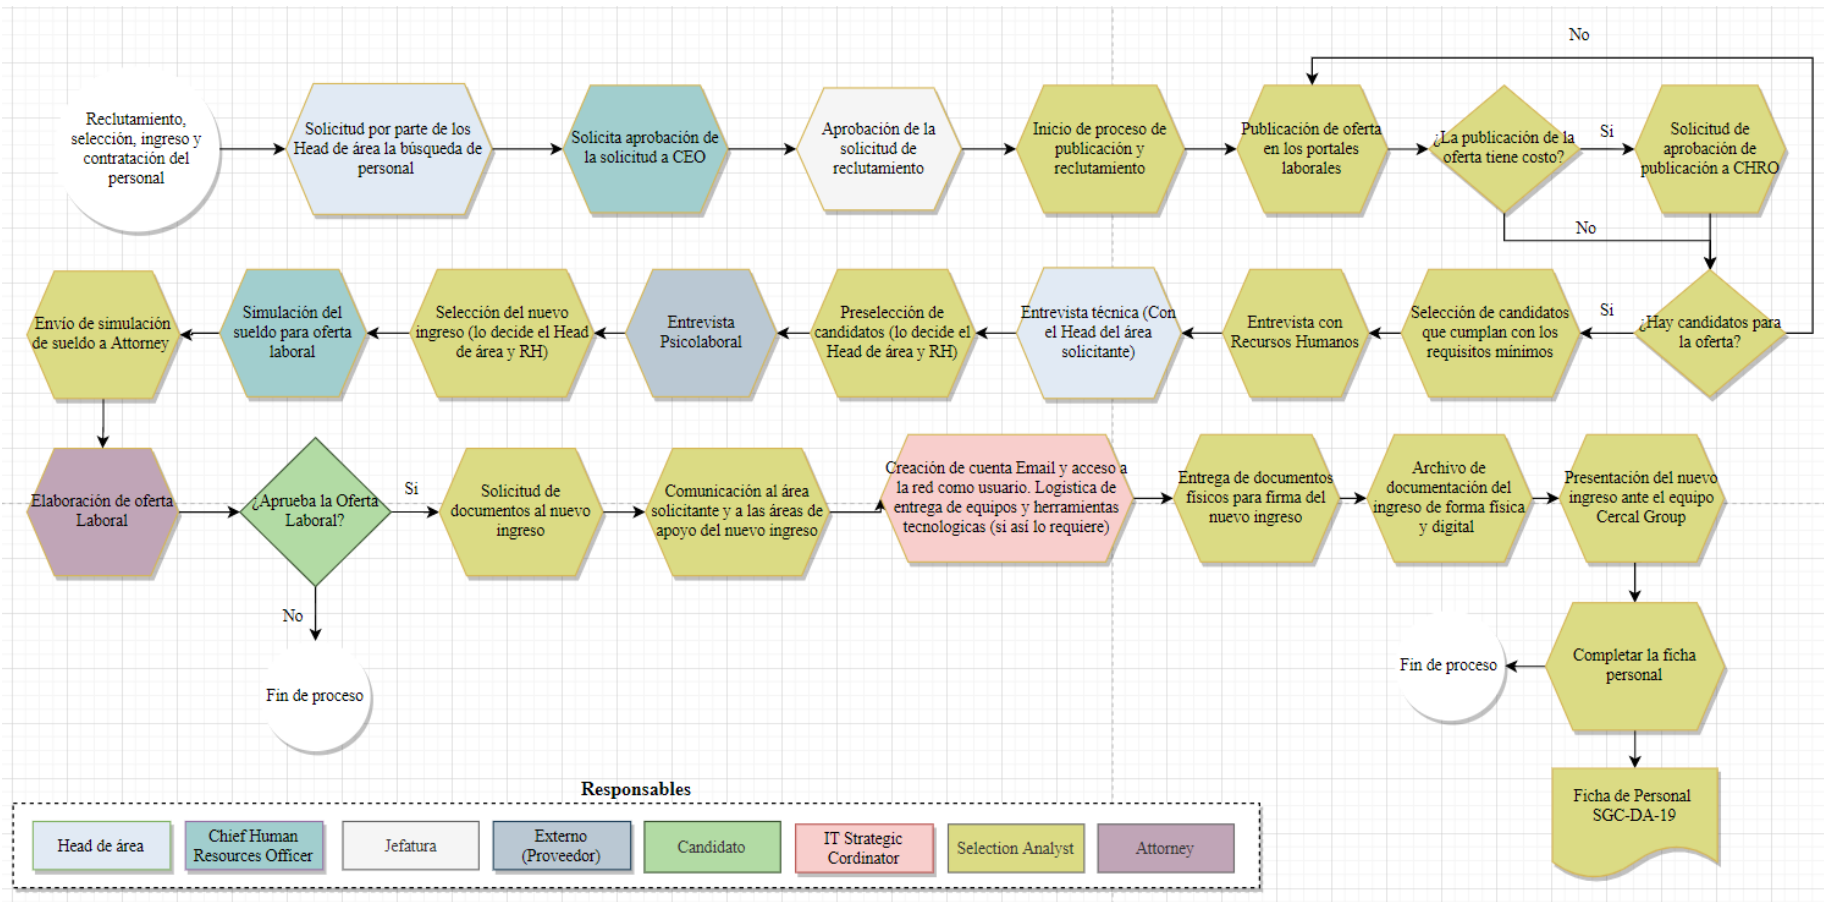 No
Reclutamiento,
selección, ingreso y
contratación del
personal
Solicitud por parte de los
Head de área la búsqueda de
personal
Solicita aprobación de
la solicitud a CEO
Aprobación de la
solicitud de
reclutamiento
Inicio de proceso de
publicación y
reclutamiento
Publicación de oferta
en los portales
laborales
¿La publicación de la
oferta tiene costo?
Si
Solicitud de
aprobación de
publicación a CHRO
No
¿Hay candidatos para
la oferta?
Si
Selección de candidatos
que cumplan con los
requisitos mínimos
Entrevista con
Recursos Humanos
Entrevista técnica (Con
el Head del área
solicitante)
Preselección de
candidatos (lo decide el
Head de área y RH)
Entrevista
Psicolaboral
Selección del nuevo
ingreso (lo decide el Head
de área y RH)
Simulación del
sueldo para oferta
laboral
Envío de simulación
de sueldo a Attorney
Elaboración de oferta
Laboral
¿Aprueba la Oferta
Laboral?
Si
No
Fin de proceso
Solicitud de
documentos al nuevo
ingreso
Comunicación al área
solicitante y a las áreas de
apoyo del nuevo ingreso
Creación de cuenta Email y acceso a
la red como usuario. Logistica de
entrega de equipos y herramientas
tecnologicas (si así lo requiere)
Entrega de documentos
físicos para firma del
nuevo ingreso
Archivo de
documentación del
ingreso de forma física
y digital
Presentación del nuevo
ingreso ante el equipo
Cercal Group
Completar la ficha
personal
Fin de proceso
Ficha de Personal
SGC-DA-19
Responsables
Head de área
Chief Human
Resources Officer
Jefatura
Externo
(Proveedor)
Candidato
IT Strategic
Cordinator
Selection Analyst
Attorney